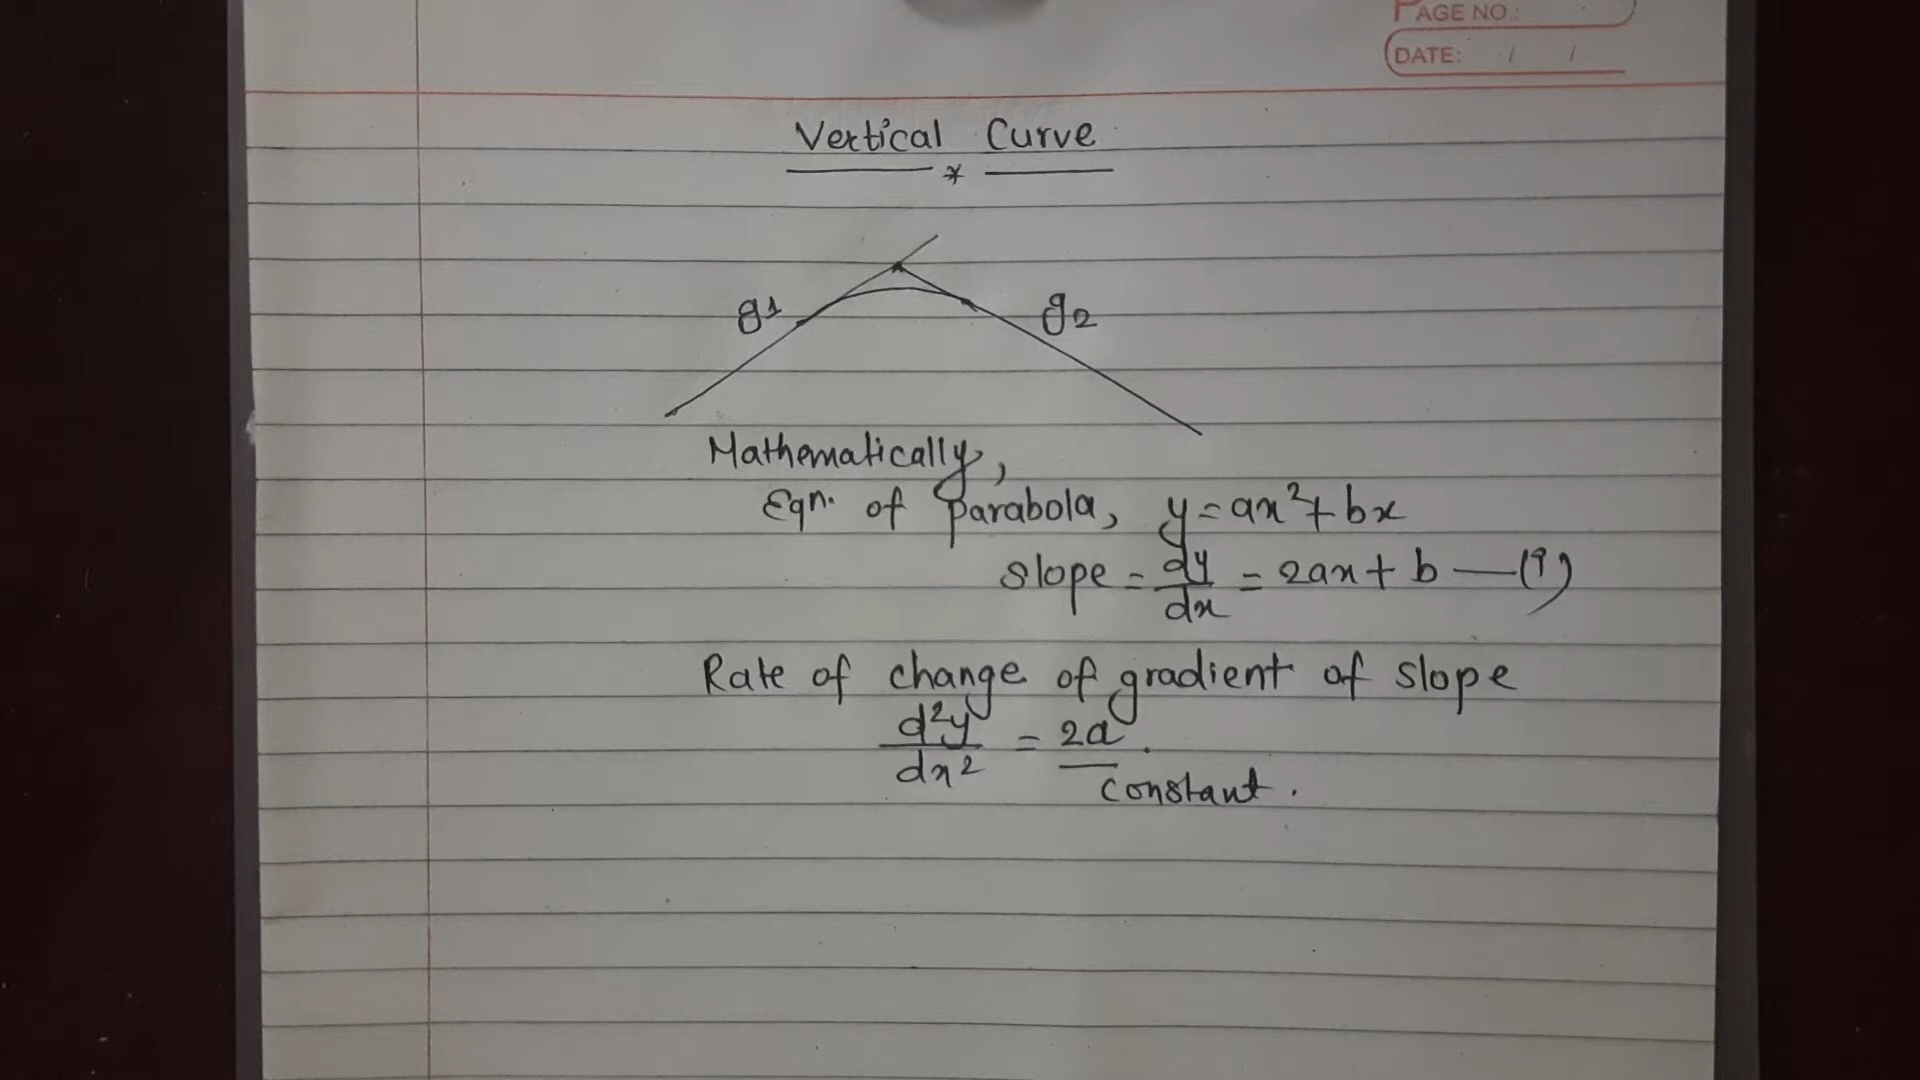 PAGE NO.:
DATE: / /
Vertical Curve
*
g1
g2
Mathematically,
Eqn. of parabola, y = ax² + bx
slope = dy/dx = 2ax + b — (i)
Rate of change of gradient of slope
d²y/dx² = 2a.
constant.